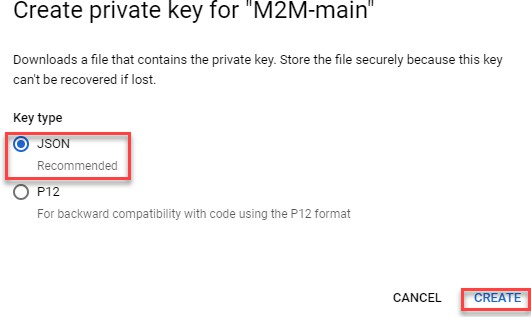 Create private key for "M2M-main"
Downloads a file that contains the private key. Store the file securely because this key
can't be recovered if lost.
Key type
JSON
Recommended
P12
For backward compatibility with code using the P12 format
CANCEL CREATE